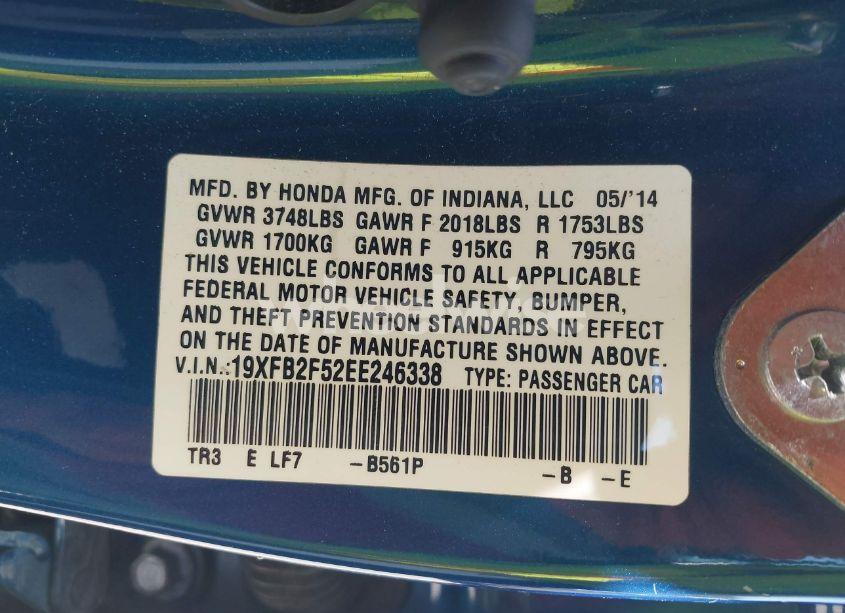 MFD. BY HONDA MFG. OF INDIANA, LLC 05/'14
GVWR 3748LBS GAWR F 2018LBS R 1753LBS
GVWR 1700KG GAWR F 915KG R 795KG
THIS VEHICLE CONFORMS TO ALL APPLICABLE
FEDERAL MOTOR VEHICLE SAFETY, BUMPER,
AND THEFT PREVENTION STANDARDS IN EFFECT
ON THE DATE OF MANUFACTURE SHOWN ABOVE.
V.I.N.:19XFB2F52EE246338 TYPE: PASSENGER CAR
TR3 E LF7 -B561P -B -E